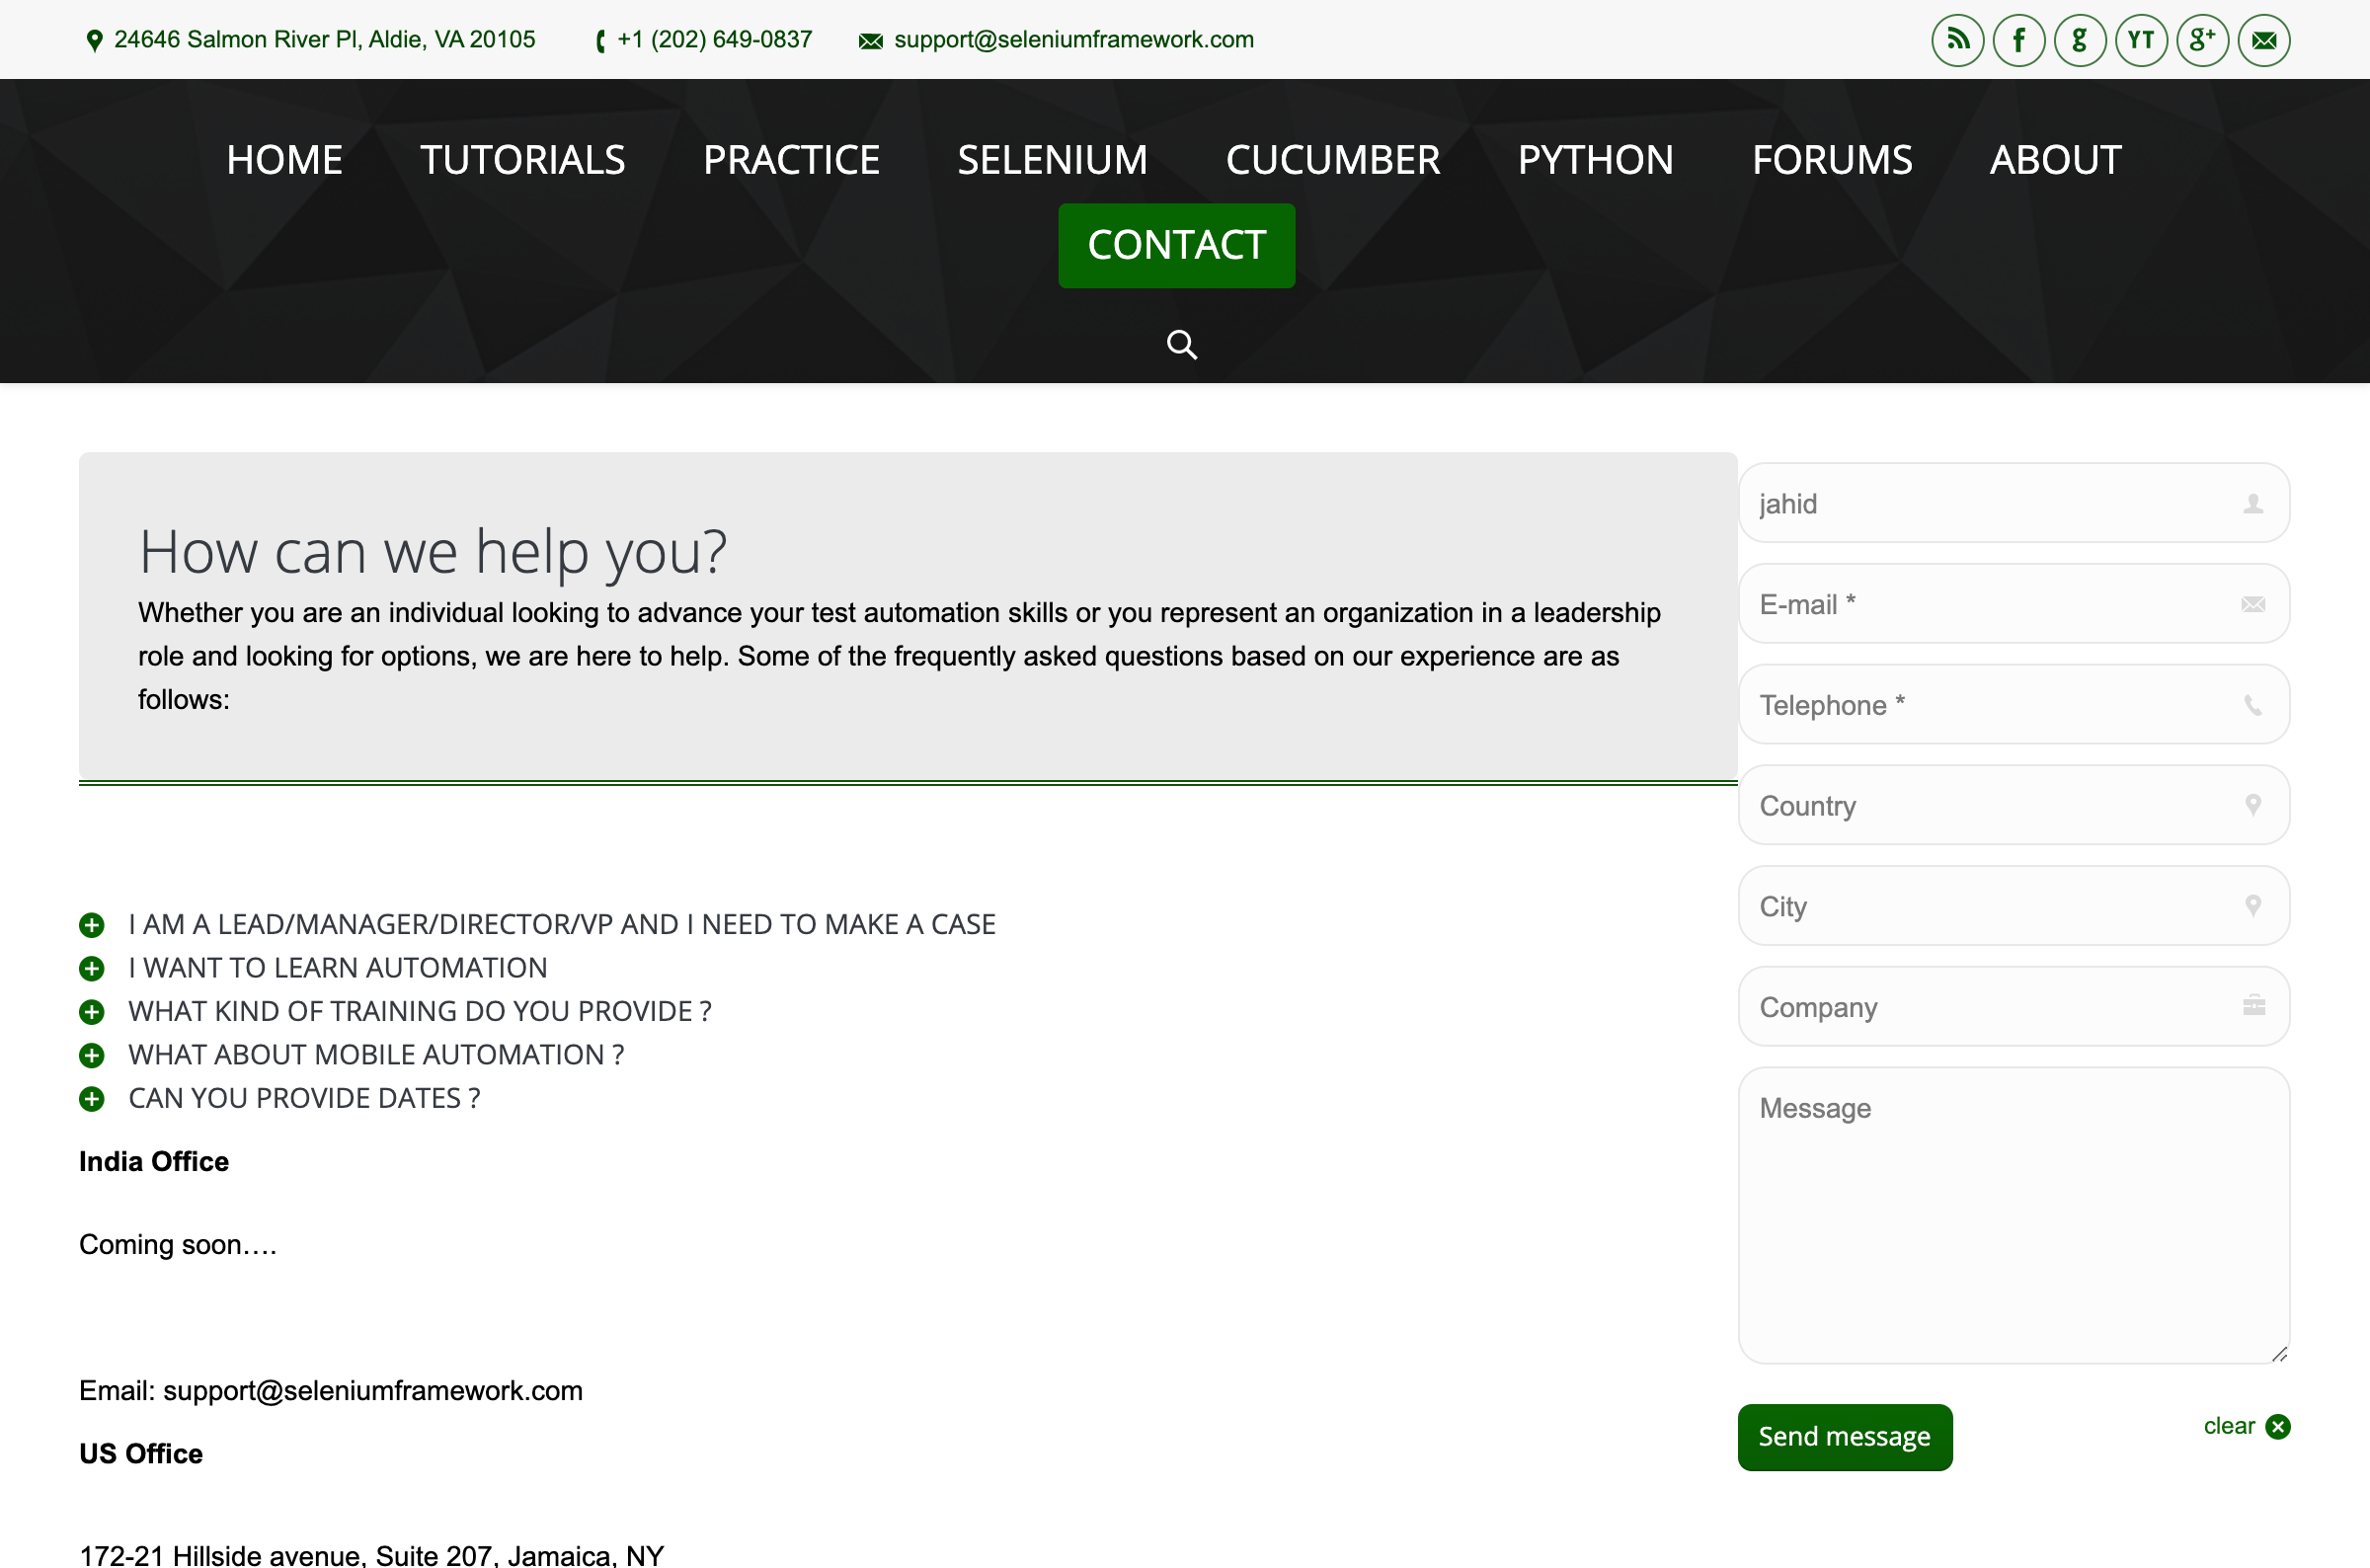 24646 Salmon River Pl, Aldie, VA 20105 +1 (202) 649-0837 support@seleniumframework.com f g YT g+
HOME TUTORIALS PRACTICE SELENIUM CUCUMBER PYTHON FORUMS ABOUT
CONTACT
How can we help you?
Whether you are an individual looking to advance your test automation skills or you represent an organization in a leadership
role and looking for options, we are here to help. Some of the frequently asked questions based on our experience are as
follows:
I AM A LEAD/MANAGER/DIRECTOR/VP AND I NEED TO MAKE A CASE
I WANT TO LEARN AUTOMATION
WHAT KIND OF TRAINING DO YOU PROVIDE ?
WHAT ABOUT MOBILE AUTOMATION ?
CAN YOU PROVIDE DATES ?
India Office
Coming soon….
Email: support@seleniumframework.com
US Office
172-21 Hillside avenue, Suite 207, Jamaica, NY
jahid
E-mail *
Telephone *
Country
City
Company
Message
Send message
clear